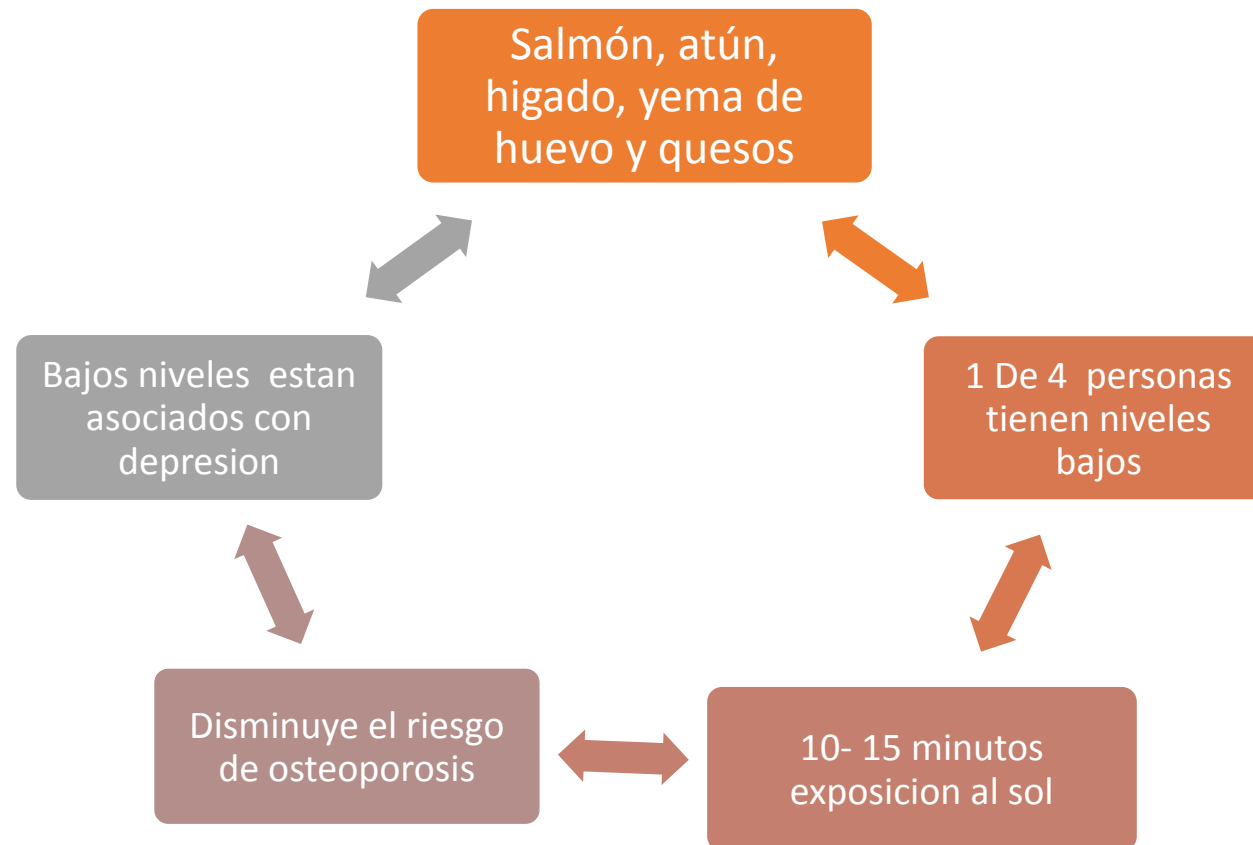 Salmón, atún,
higado, yema de
huevo y quesos
1 De 4 personas
tienen niveles
bajos
10- 15 minutos
exposicion al sol
Disminuye el riesgo
de osteoporosis
Bajos niveles estan
asociados con
depresion